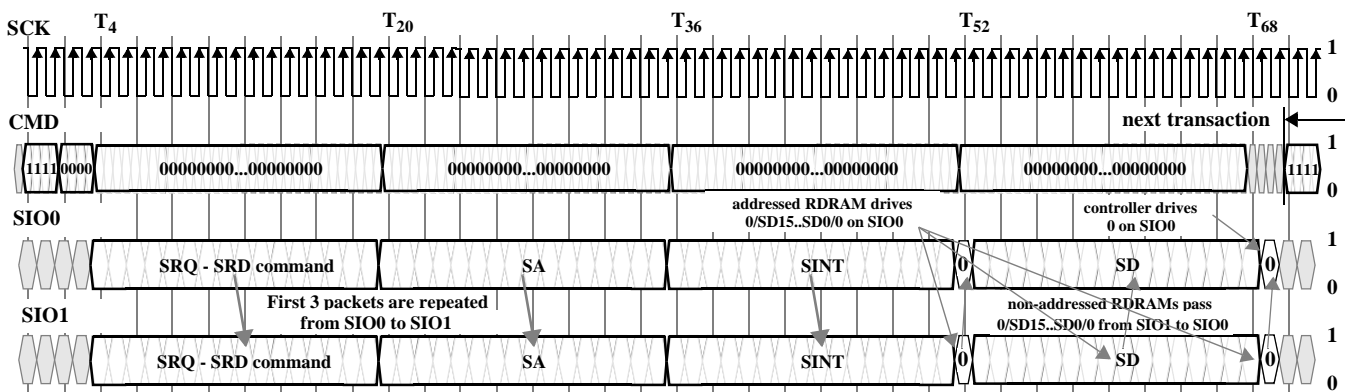 SCK T4 T20 T36 T52 T68
1
0
CMD next transaction
1
1111 0000 00000000...00000000 00000000...00000000 00000000...00000000 00000000...00000000 1111
0
addressed RDRAM drives
0/SD15..SD0/0 on SIO0
controller drives
0 on SIO0
SIO0
1
SRQ - SRD command SA SINT 0 SD 0
0
First 3 packets are repeated
from SIO0 to SIO1
non-addressed RDRAMs pass
0/SD15..SD0/0 from SIO1 to SIO0
SIO1
1
SRQ - SRD command SA SINT 0 SD 0
0